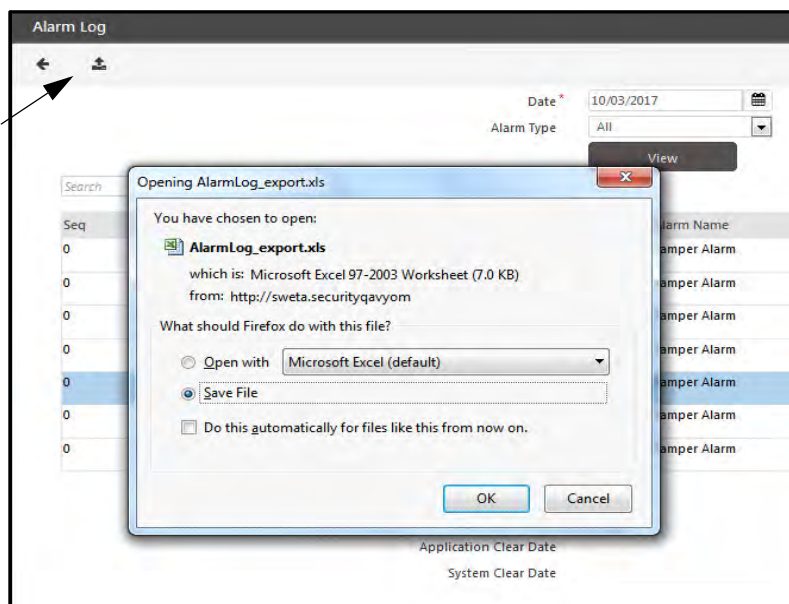 Alarm Log
Date *
10/03/2017
Alarm Type
All
View
Search
Opening AlarmLog_export.xls
You have chosen to open:
AlarmLog_export.xls
which is: Microsoft Excel 97-2003 Worksheet (7.0 KB)
from: http://sweta.securityqavyom
What should Firefox do with this file?
Open with
Microsoft Excel (default)
Save File
Do this automatically for files like this from now on.
OK
Cancel
Seq
larm Name
0
amper Alarm
0
amper Alarm
0
amper Alarm
0
amper Alarm
0
amper Alarm
0
amper Alarm
0
amper Alarm
Application Clear Date
System Clear Date